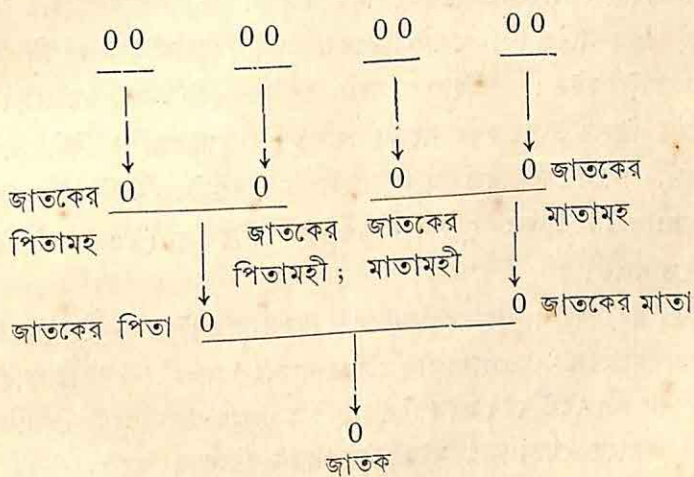 0 0 0 0 0 0 0 0
জাতকের 0 0 0 0 জাতকের
পিতামহ জাতকের জাতকের মাতামহ
পিতামহী ; মাতামহী
জাতকের পিতা 0 0 জাতকের মাতা
0
জাতক